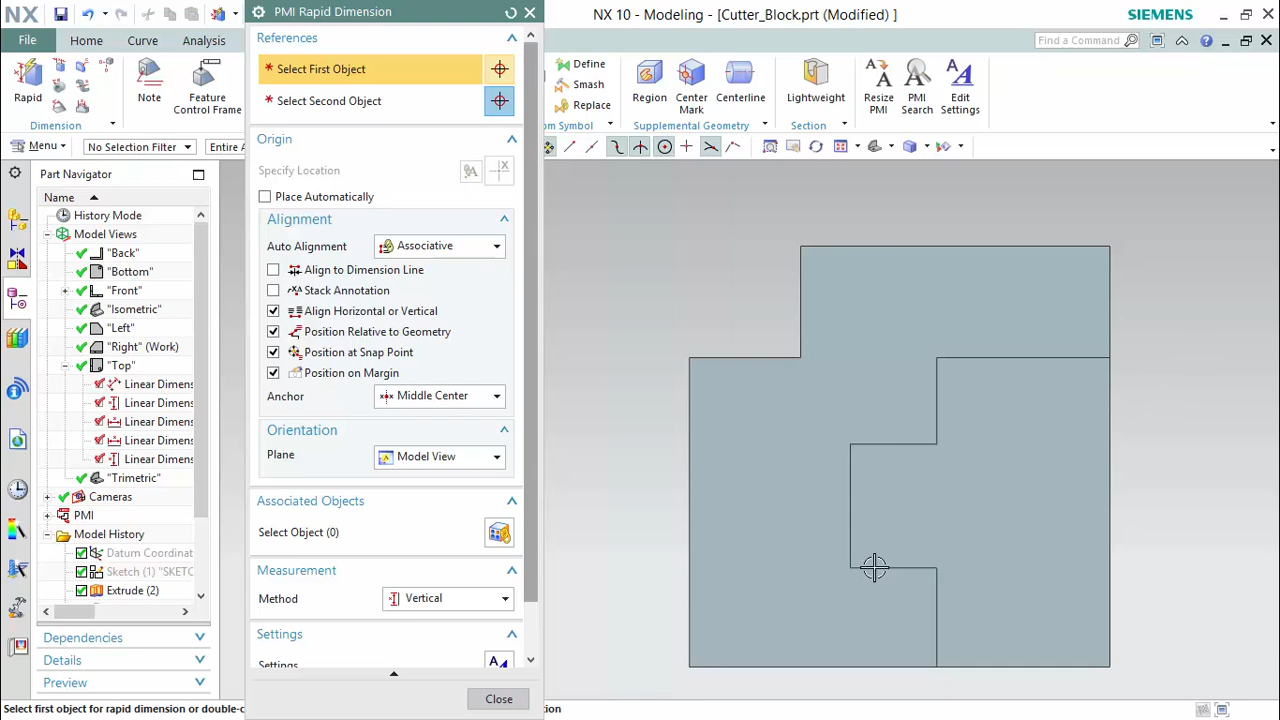 NX
PMI Rapid Dimension
NX 10 - Modeling - [Cutter_Block.prt (Modified) ]
SIEMENS
File
Home
Curve
Analysis
Find a Command
Rapid
Note
Feature
Control Frame
Dimension
Define
Smash
Replace
om Symbol
Region
Center
Mark
Centerline
Supplemental Geometry
Lightweight
Section
Resize
PMI
PMI
Search
Edit
Settings
Menu
No Selection Filter
Entire A
Part Navigator
Name
History Mode
Model Views
"Back"
"Bottom"
"Front"
"Isometric"
"Left"
"Right" (Work)
"Top"
Linear Dimens
Linear Dimens
Linear Dimens
Linear Dimens
Linear Dimens
"Trimetric"
Cameras
PMI
Model History
Datum Coordinat
Sketch (1) "SKETC
Extrude (2)
Dependencies
Details
Preview
References
* Select First Object
* Select Second Object
Origin
Specify Location
Place Automatically
Alignment
Auto Alignment
Associative
Align to Dimension Line
Stack Annotation
Align Horizontal or Vertical
Position Relative to Geometry
Position at Snap Point
Position on Margin
Anchor
Middle Center
Orientation
Plane
Model View
Associated Objects
Select Object (0)
Measurement
Method
Vertical
Settings
Settings
Close
Select first object for rapid dimension or double-c
ion